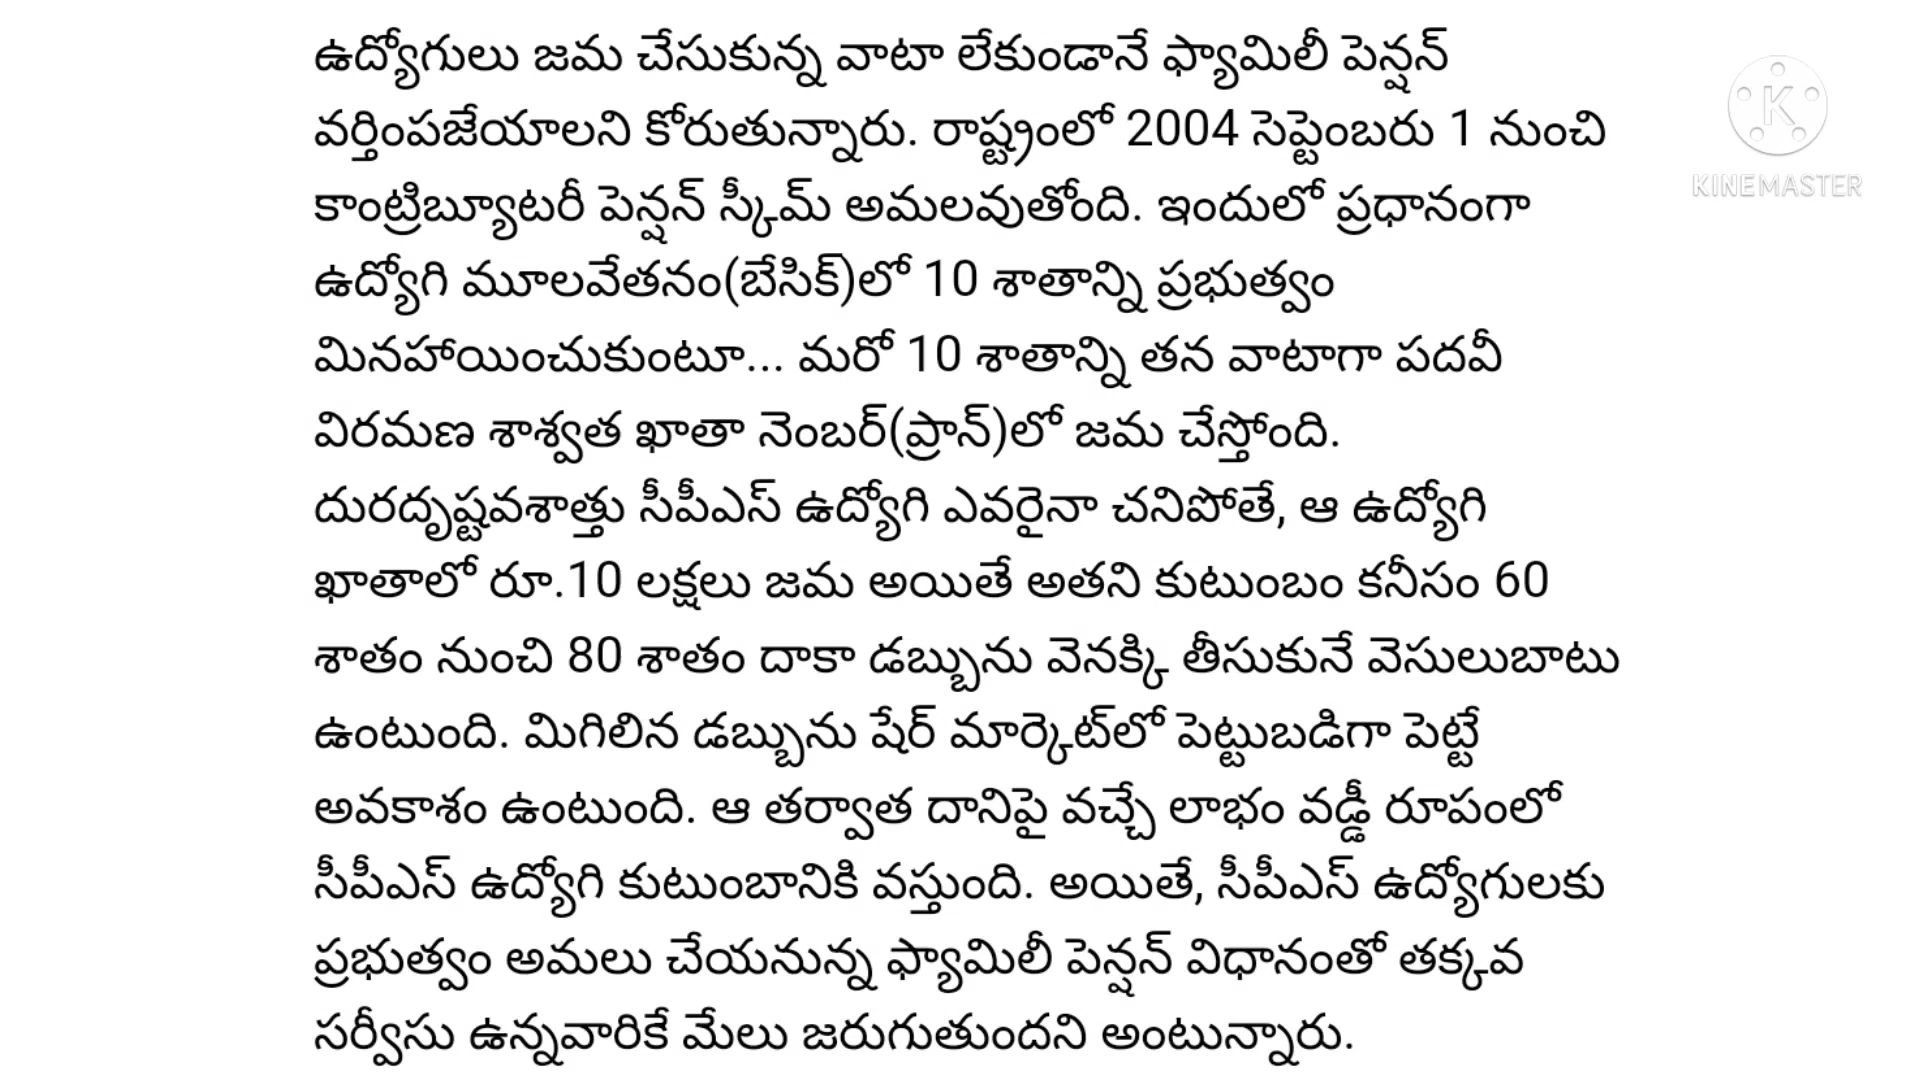 ఉద్యోగులు జమ చేసుకున్న వాటా లేకుండానే ఫ్యామిలీ పెన్షన్
వర్తింపజేయాలని కోరుతున్నారు. రాష్ట్రంలో 2004 సెప్టెంబరు 1 నుంచి
కాంట్రిబ్యూటరీ పెన్షన్ స్కీమ్ అమలవుతోంది. ఇందులో ప్రధానంగా
ఉద్యోగి మూలవేతనం(బేసిక్)లో 10 శాతాన్ని ప్రభుత్వం
మినహాయించుకుంటూ... మరో 10 శాతాన్ని తన వాటాగా పదవీ
విరమణ శాశ్వత ఖాతా నెంబర్(ప్రాన్)లో జమ చేస్తోంది.
దురదృష్టవశాత్తు సీపీఎస్ ఉద్యోగి ఎవరైనా చనిపోతే, ఆ ఉద్యోగి
ఖాతాలో రూ.10 లక్షలు జమ అయితే అతని కుటుంబం కనీసం 60
శాతం నుంచి 80 శాతం దాకా డబ్బును వెనక్కి తీసుకునే వెసులుబాటు
ఉంటుంది. మిగిలిన డబ్బును షేర్ మార్కెట్‌లో పెట్టుబడిగా పెట్టే
అవకాశం ఉంటుంది. ఆ తర్వాత దానిపై వచ్చే లాభం వడ్డీ రూపంలో
సీపీఎస్ ఉద్యోగి కుటుంబానికి వస్తుంది. అయితే, సీపీఎస్ ఉద్యోగులకు
ప్రభుత్వం అమలు చేయనున్న ఫ్యామిలీ పెన్షన్ విధానంతో తక్కవ
సర్వీసు ఉన్నవారికే మేలు జరుగుతుందని అంటున్నారు.
K
KINEMASTER